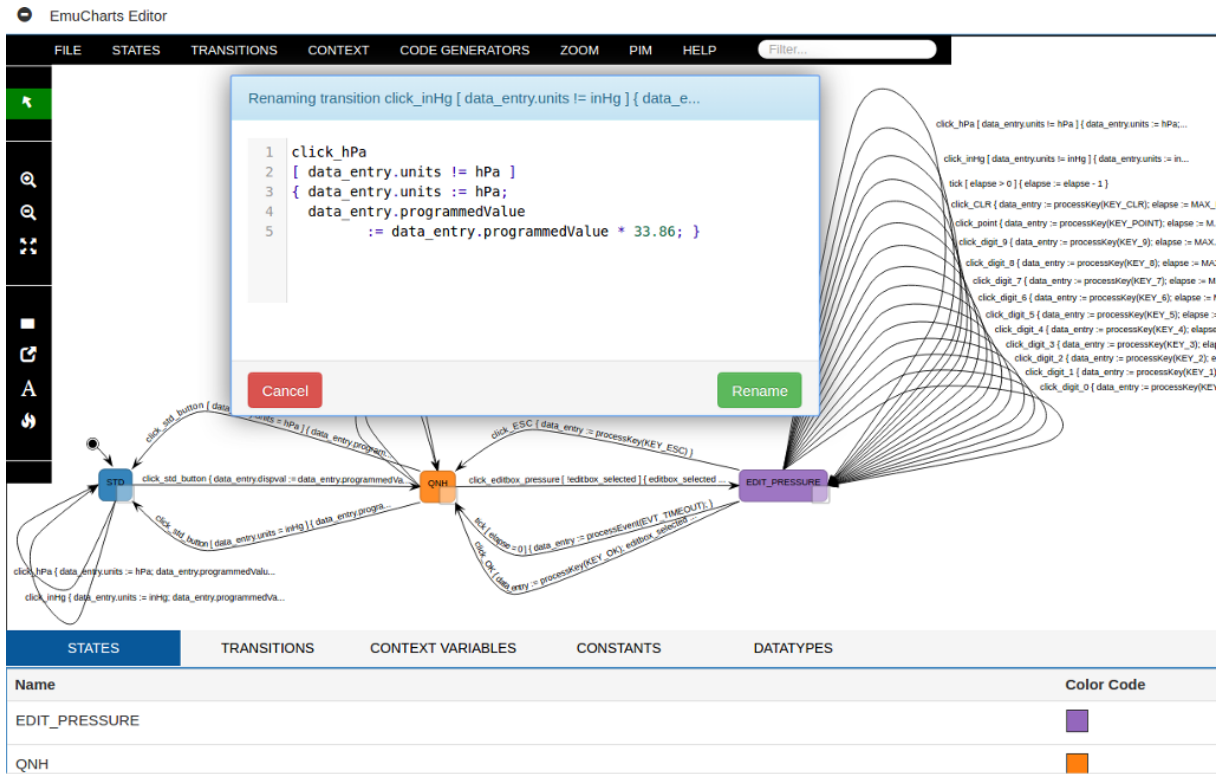 EmuCharts Editor
FILE STATES TRANSITIONS CONTEXT CODE GENERATORS ZOOM PIM HELP Filter...
Renaming transition click_inHg [ data_entry.units != inHg ] { data_e...
1 click_hPa
2 [ data_entry.units != hPa ]
3 { data_entry.units := hPa;
4 data_entry.programmedValue
5 := data_entry.programmedValue * 33.86; }
Cancel Rename
A
click_hPa [ data_entry.units != hPa ] { data_entry.units := hPa;...
click_inHg [ data_entry.units != inHg ] { data_entry.units := in...
tick [ elapse > 0 ] { elapse := elapse - 1 }
click_CLR { data_entry := processKey(KEY_CLR); elapse := MAX_
click_point { data_entry := processKey(KEY_POINT); elapse := M.
click_digit_9 { data_entry := processKey(KEY_9); elapse := MAX.
click_digit_8 { data_entry := processKey(KEY_8); elapse := MA
click_digit_7 { data_entry := processKey(KEY_7); elapse := M
click_digit_6 { data_entry := processKey(KEY_6); elapse :=
click_digit_5 { data_entry := processKey(KEY_5); elapse :
click_digit_4 { data_entry := processKey(KEY_4); elapse
click_digit_3 { data_entry := processKey(KEY_3); ela
click_digit_2 { data_entry := processKey(KEY_2); e
click_digit_1 { data_entry := processKey(KEY_1)
click_digit_0 { data_entry := processKey(KEY
click_std_button [ data_entry.units = hPa ] { data_entry.program...
click_ESC { data_entry := processKey(KEY_ESC) }
STD
click_std_button { data_entry.dispval := data_entry.programmedVa...
QNH
click_editbox_pressure [ !editbox_selected ] { editbox_selected ...
EDIT_PRESSURE
click_std_button [ data_entry.units = inHg ] { data_entry.progra...
tick [ elapse = 0 ] { data_entry := processEvent(EVT_TIMEOUT); }
click_OK { data_entry := processKey(KEY_OK); editbox_selected ...
click_hPa { data_entry.units := hPa; data_entry.programmedValu...
click_inHg { data_entry.units := inHg; data_entry.programmedVa...
STATES TRANSITIONS CONTEXT VARIABLES CONSTANTS DATATYPES
Name Color Code
EDIT_PRESSURE
QNH